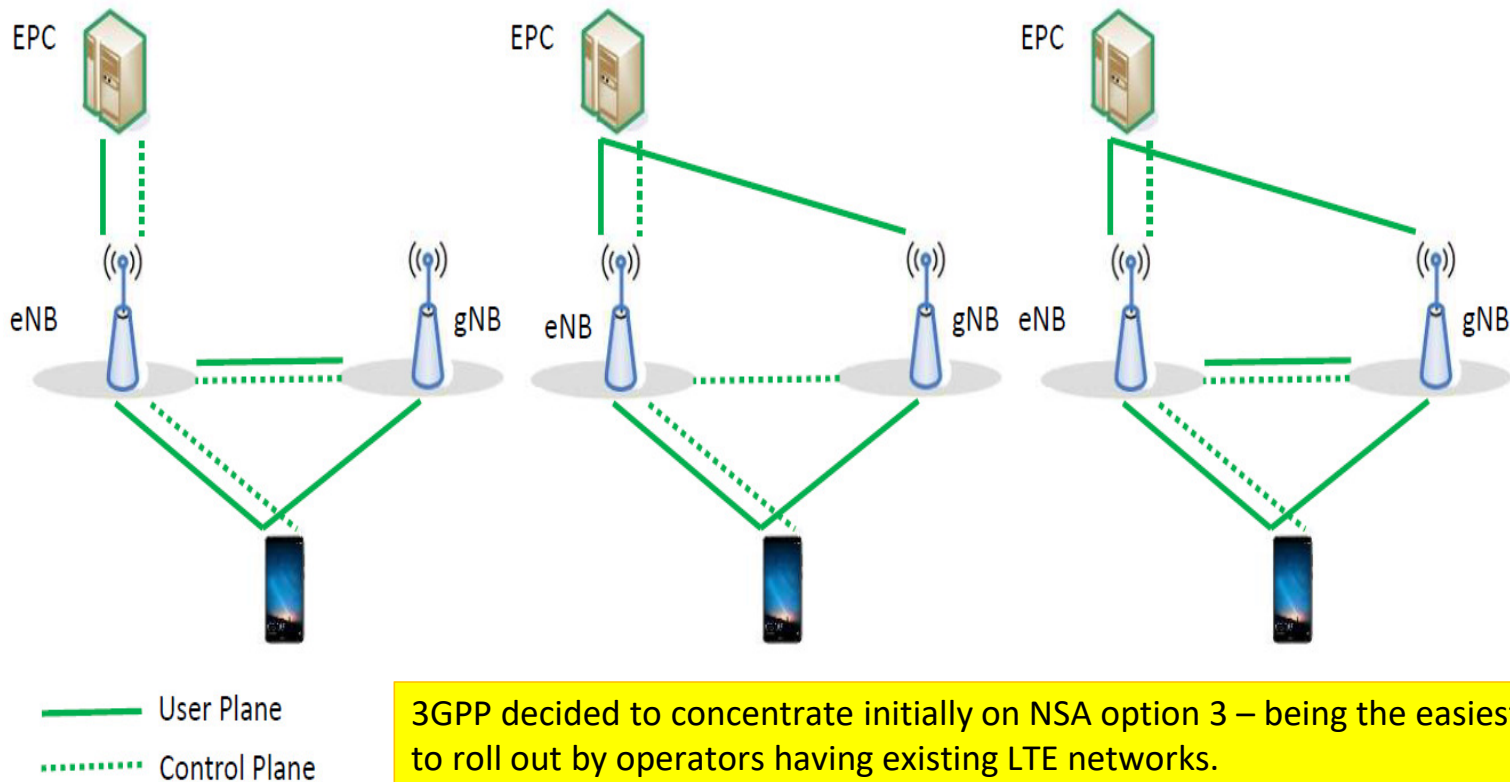 EPC
EPC
EPC
eNB
gNB
eNB
gNB
eNB
gNB
User Plane
Control Plane
3GPP decided to concentrate initially on NSA option 3 – being the easiest
to roll out by operators having existing LTE networks.